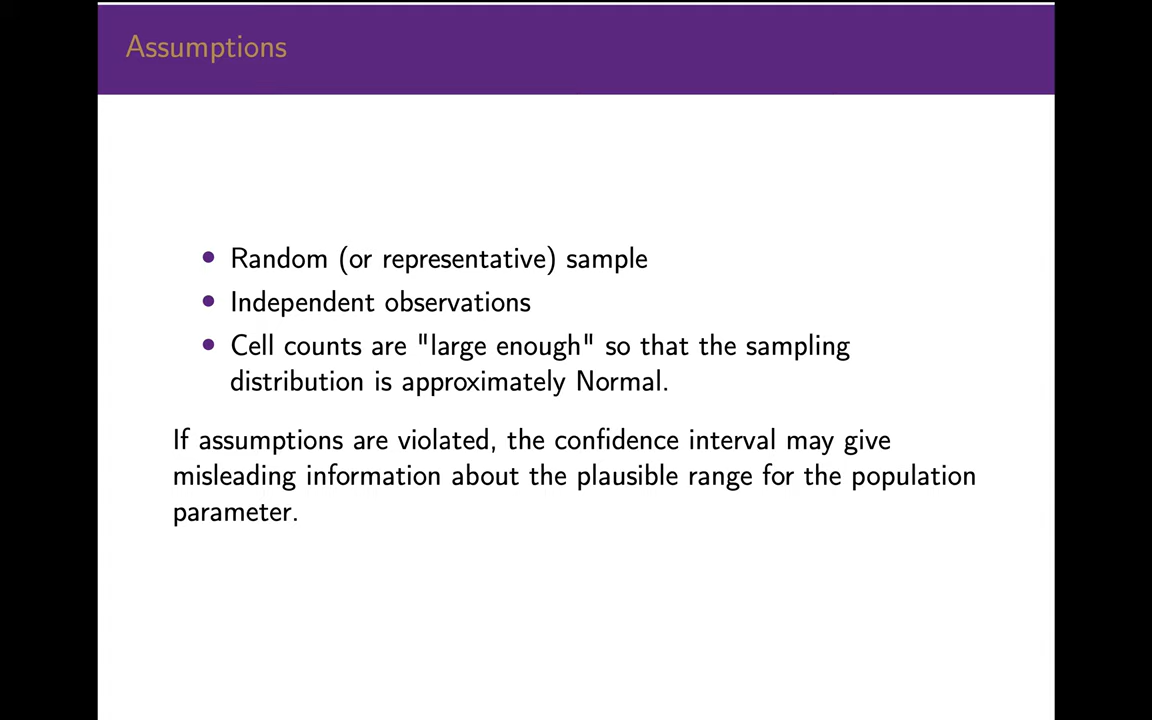 Assumptions
• Random (or representative) sample
• Independent observations
• Cell counts are "large enough" so that the sampling
distribution is approximately Normal.
If assumptions are violated, the confidence interval may give
misleading information about the plausible range for the population
parameter.